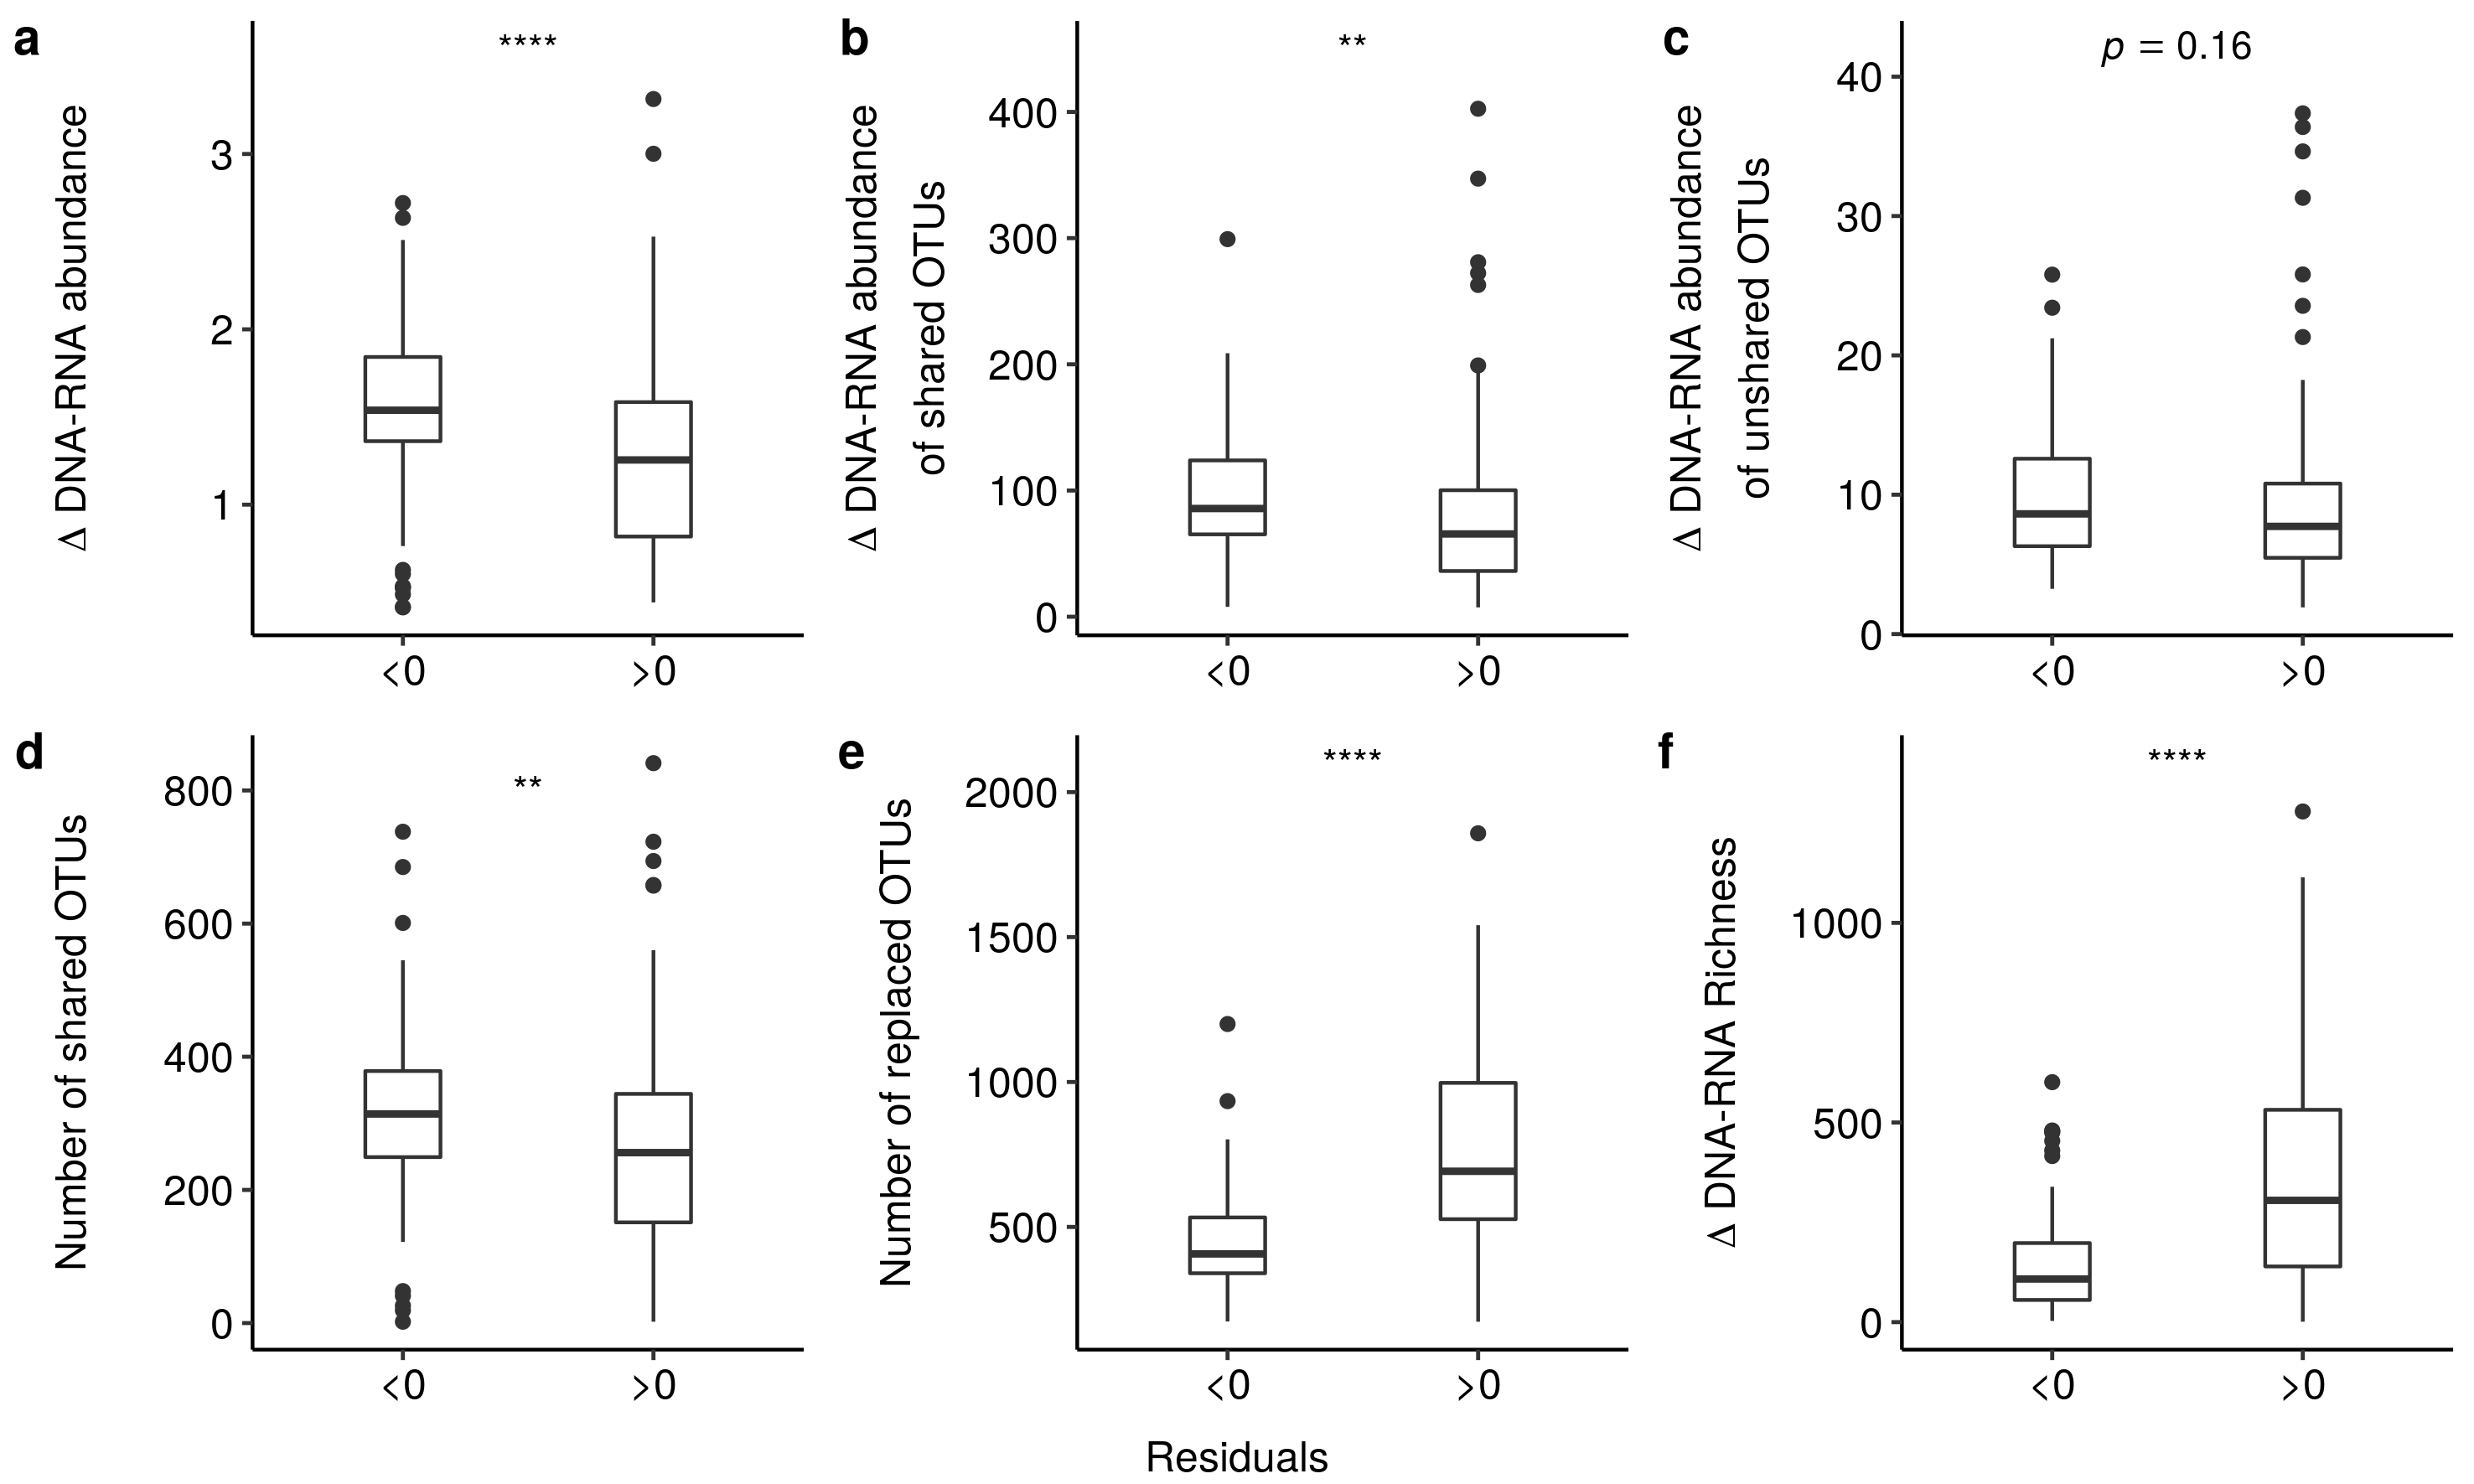 a
****
Δ DNA-RNA abundance
3
2
1
<0
>0
b
**
Δ DNA-RNA abundance
of shared OTUs
400
300
200
100
0
<0
>0
c
p = 0.16
Δ DNA-RNA abundance
of unshared OTUs
40
30
20
10
0
<0
>0
d
**
Number of shared OTUs
800
600
400
200
0
<0
>0
e
****
Number of replaced OTUs
2000
1500
1000
500
<0
>0
f
****
Δ DNA-RNA Richness
1000
500
0
<0
>0
Residuals